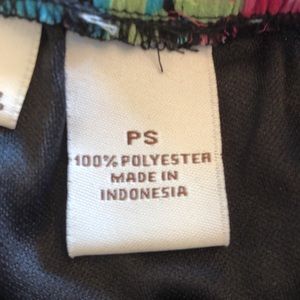 PS
100% POLYESTER
MADE IN
INDONESIA